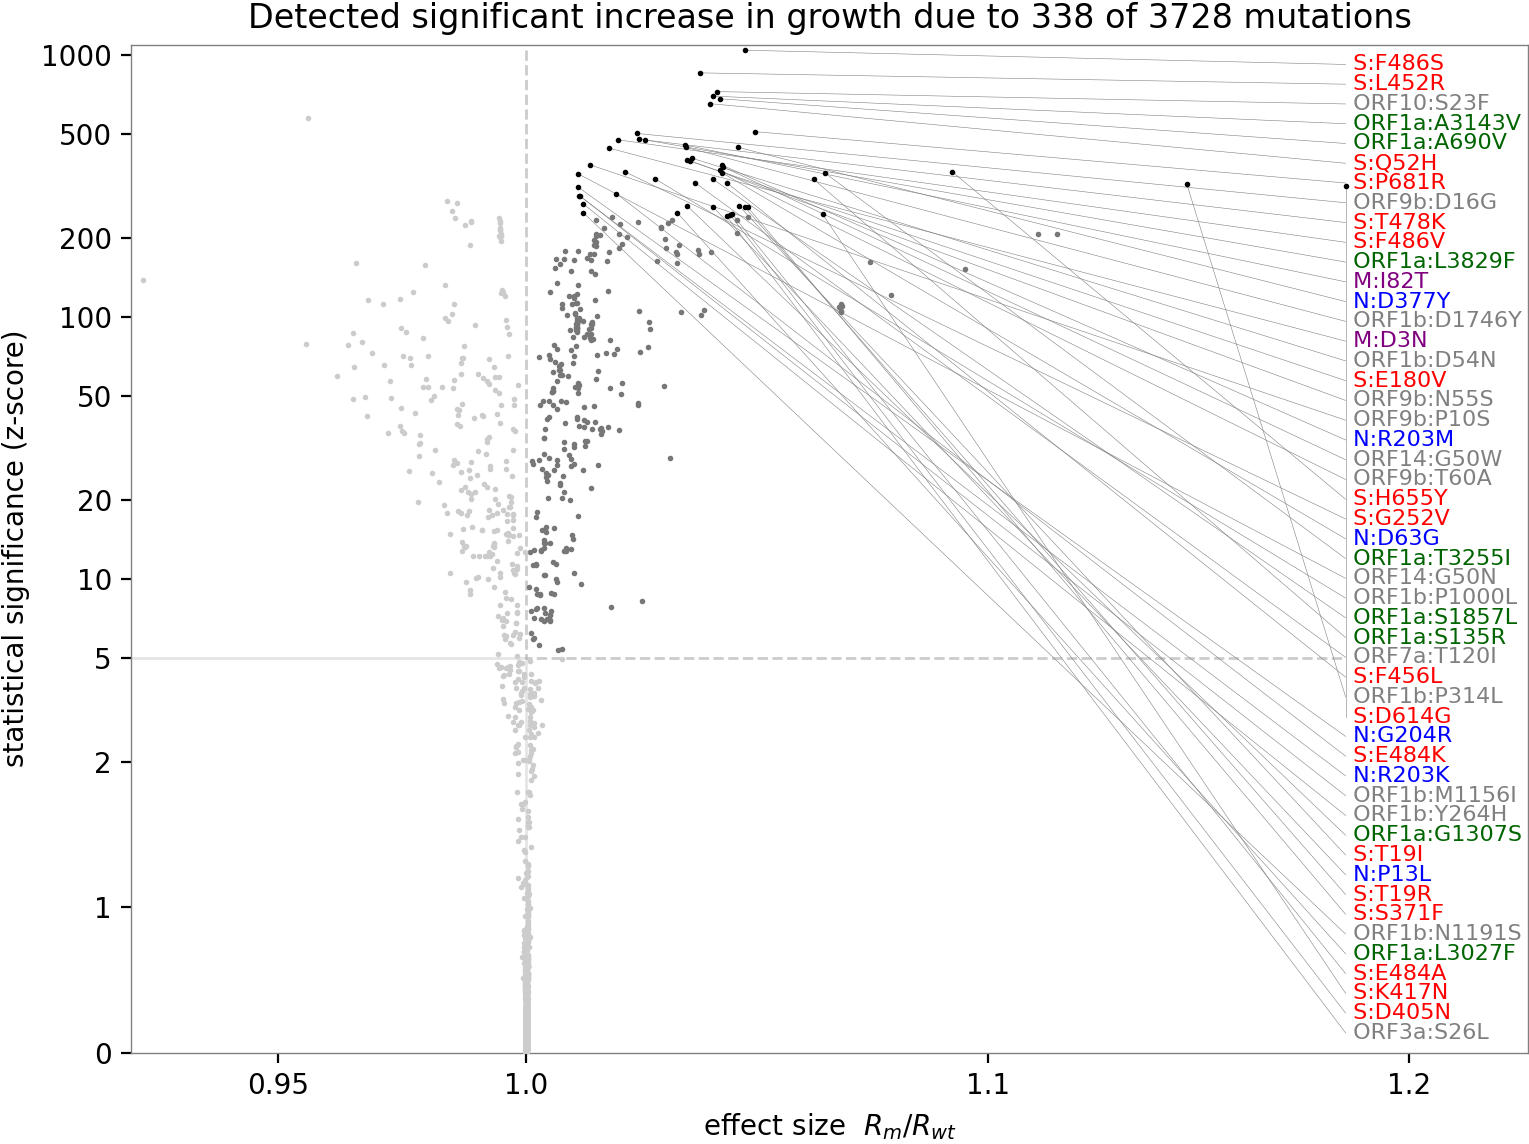 Detected significant increase in growth due to 338 of 3728 mutations
statistical significance (z-score)
1000
500
200
100
50
20
10
5
2
1
0
S:F486S
S:L452R
ORF10:S23F
ORF1a:A3143V
ORF1a:A690V
S:Q52H
S:P681R
ORF9b:D16G
S:T478K
S:F486V
ORF1a:L3829F
M:I82T
N:D377Y
ORF1b:D1746Y
M:D3N
ORF1b:D54N
S:E180V
ORF9b:N55S
ORF9b:P10S
N:R203M
ORF14:G50W
ORF9b:T60A
S:H655Y
S:G252V
N:D63G
ORF1a:T3255I
ORF14:G50N
ORF1b:P1000L
ORF1a:S1857L
ORF1a:S135R
ORF7a:T120I
S:F456L
ORF1b:P314L
S:D614G
N:G204R
S:E484K
N:R203K
ORF1b:M1156I
ORF1b:Y264H
ORF1a:G1307S
S:T19I
N:P13L
S:T19R
S:S371F
ORF1b:N1191S
ORF1a:L3027F
S:E484A
S:K417N
S:D405N
ORF3a:S26L
0.95 1.0 1.1 1.2
effect size Rm/Rwt